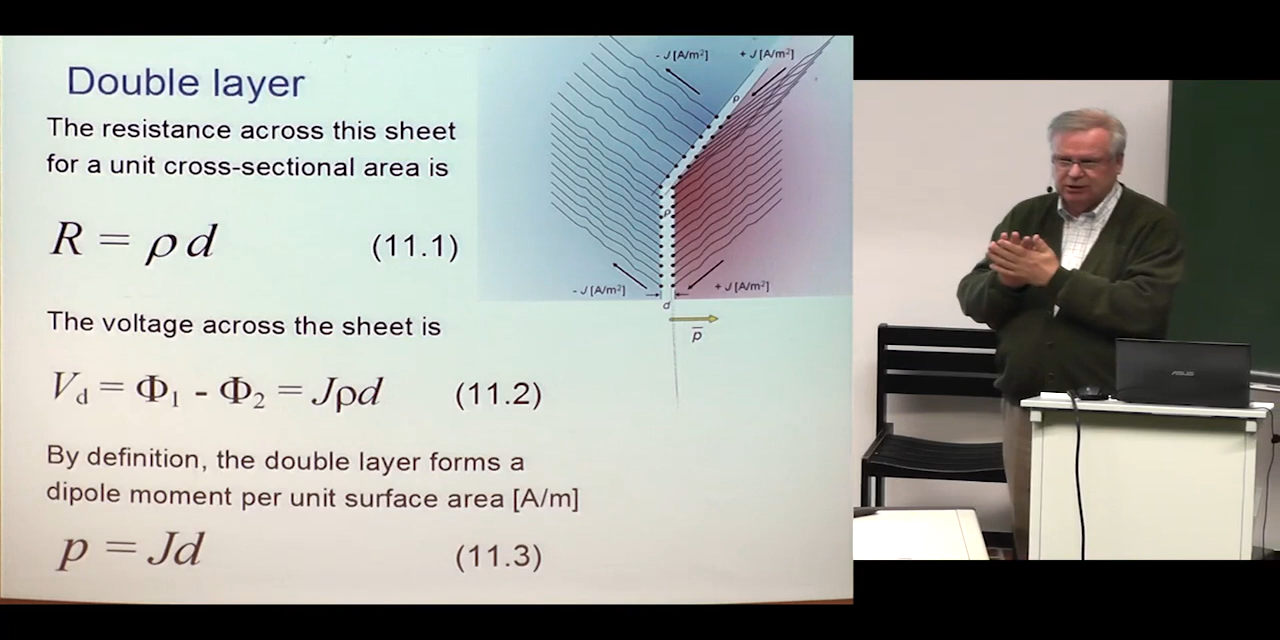 Double layer
The resistance across this sheet
for a unit cross-sectional area is
R = ρ d (11.1)
The voltage across the sheet is
Vd = Φ1 - Φ2 = Jρd (11.2)
By definition, the double layer forms a
dipole moment per unit surface area [A/m]
p = Jd (11.3)
- J [A/m²] + J [A/m²]
ρ
ρ
- J [A/m²] + J [A/m²]
d
p̅
ASUS